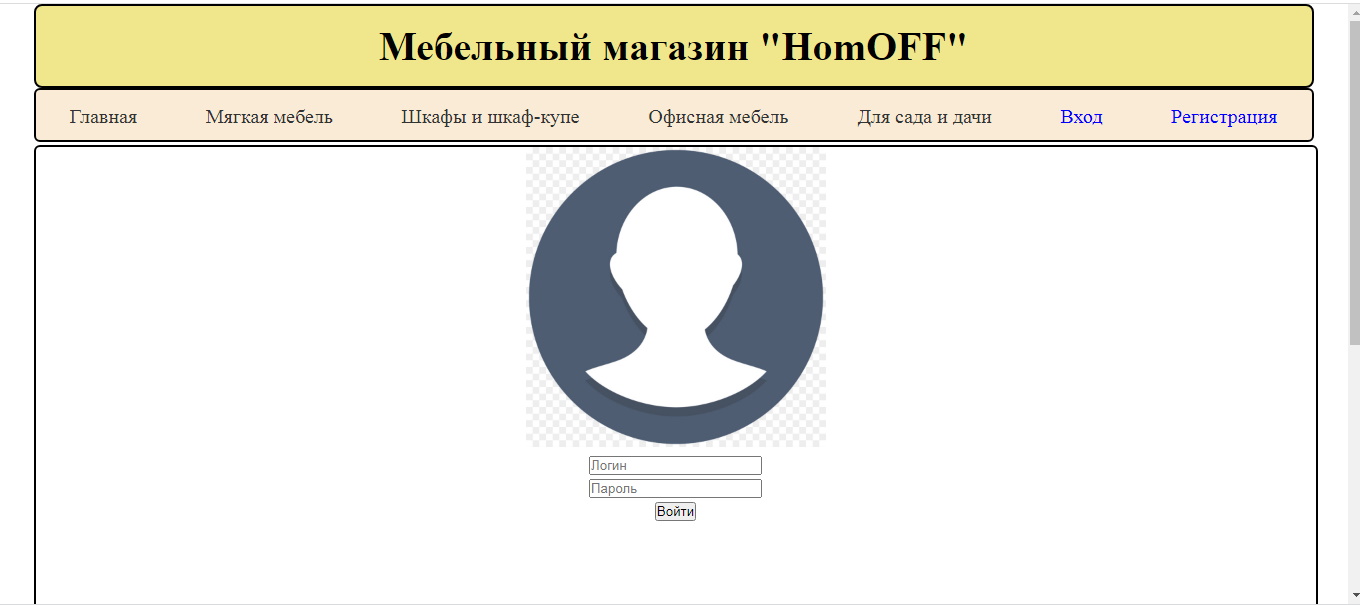 Мебельный магазин "HomOFF"
Главная Мягкая мебель Шкафы и шкаф-купе Офисная мебель Для сада и дачи Вход Регистрация
Логин
Пароль
Войти